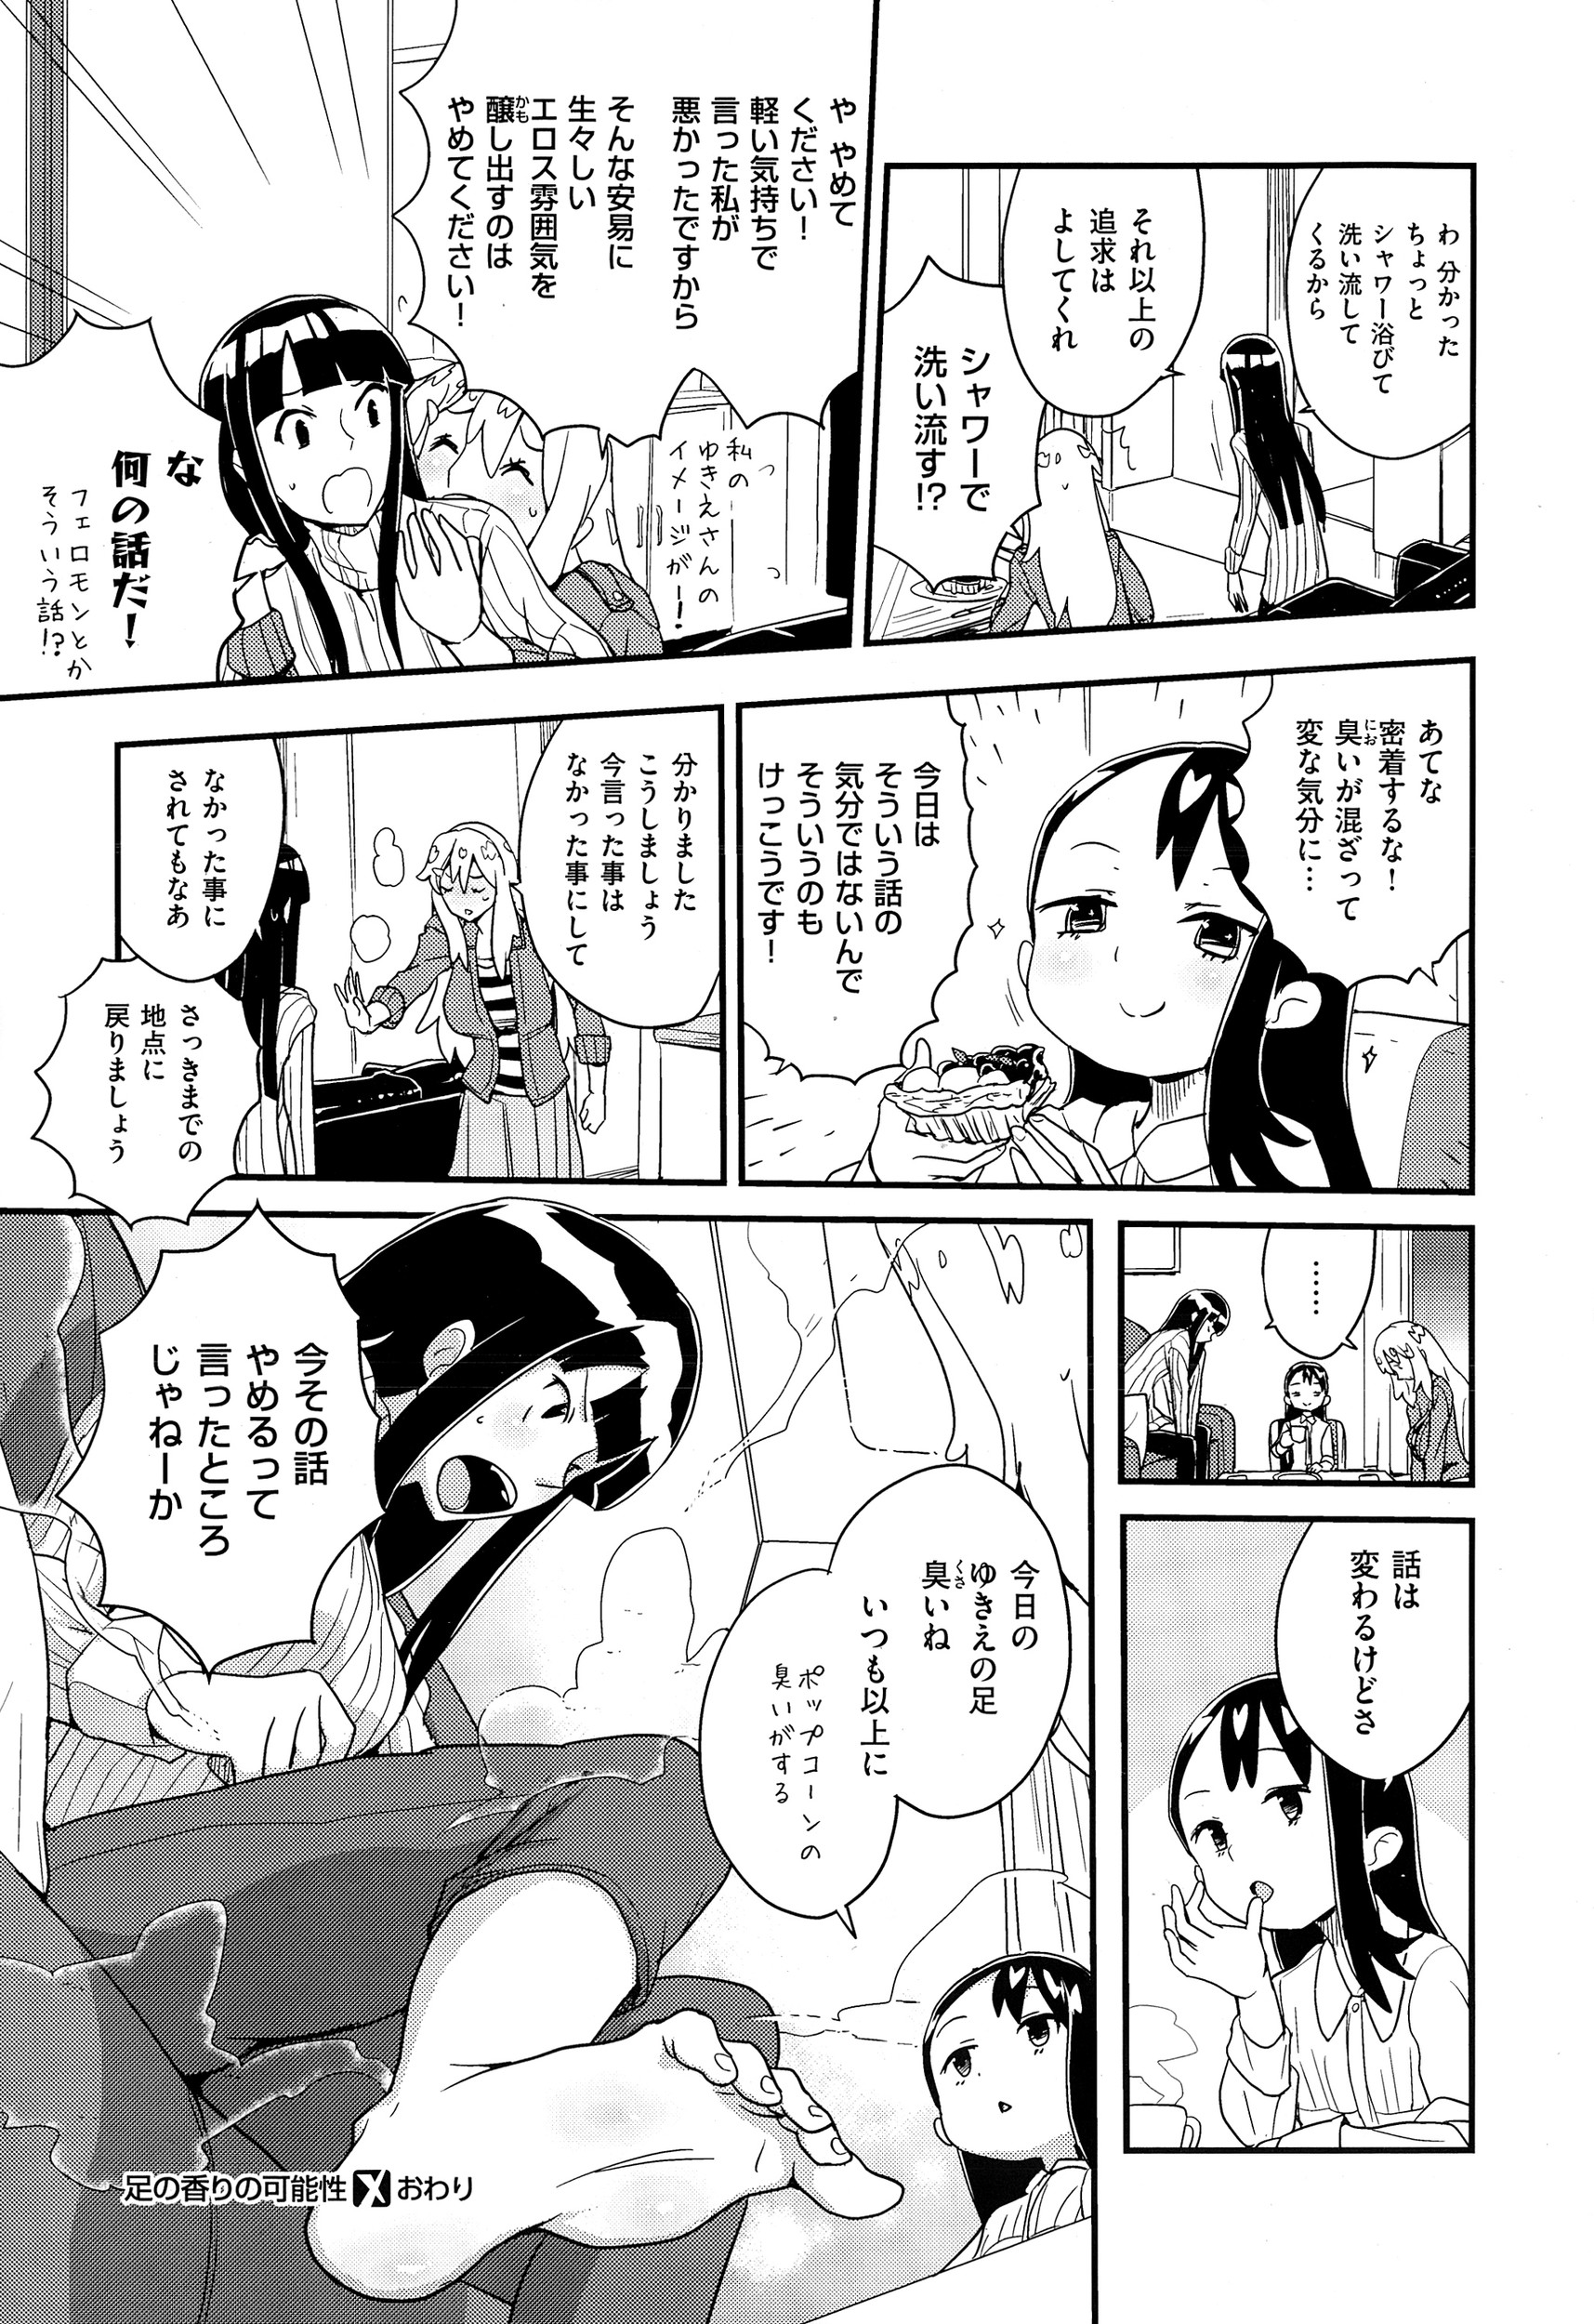 わ 分かった
ちょっと
シャワー浴びて
洗い流して
くるから
それ以上の
追求は
よしてくれ
シャワーで
洗い流す!?
や やめて
ください!
軽い気持ちで
言った私が
悪かったですから
そんな安易に
生々しい
エロス雰囲気を
醸し出すのは
かも
やめてください!
私の
ゆきえさんの
イメージがー!
な
何の話だ!
フェロモンとか
そういう話!?
あてな
密着するな!
臭いが混ざって
にお
変な気分に…
今日は
そういう話の
気分ではないんで
そういうのも
けっこうです!
分かりました
こうしましょう
今言った事は
なかった事にして
なかった事に
されてもなあ
さっきまでの
地点に
戻りましょう
……
話は
変わるけどさ
今日の
ゆきえの足
臭いね
くさ
いつも以上に
ポップコーンの
臭いがする
今その話
やめるって
言ったところ
じゃねーか
足の香りの可能性 X おわり